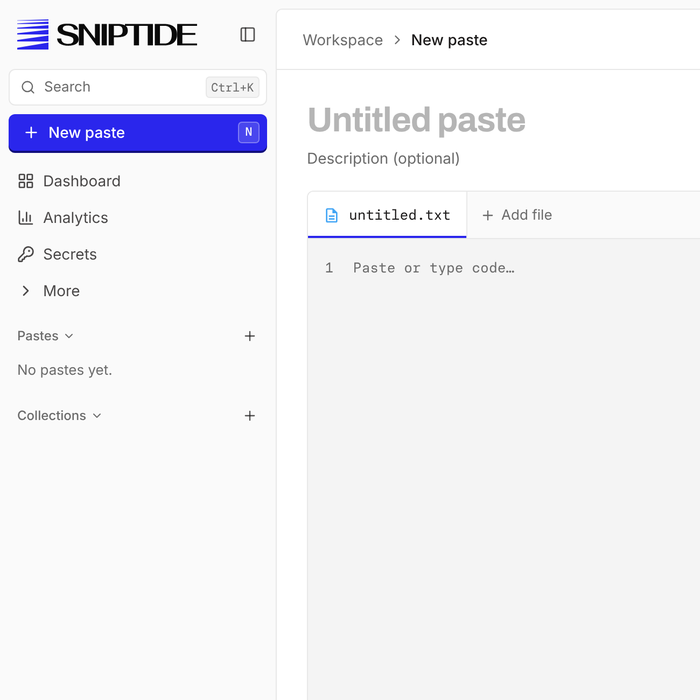 SNIPTIDE
Search Ctrl+K
New paste N
Dashboard
Analytics
Secrets
More
Pastes
No pastes yet.
Collections
Workspace > New paste
Untitled paste
Description (optional)
untitled.txt Add file
1 Paste or type code…